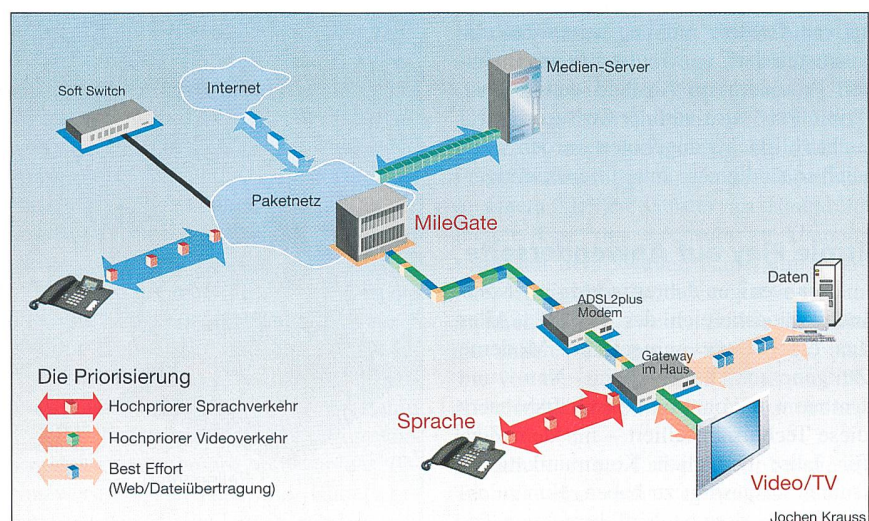 Medien-Server
Internet
Soft Switch
Paketnetz
MileGate
Daten
ADSL2plus
Modem
Gateway
im Haus
Die Priorisierung
Hochpriorer Sprachverkehr
Hochpriorer Videoverkehr
Best Effort
(Web/Dateiübertragung)
Sprache
Video/TV
Jochen Krauss